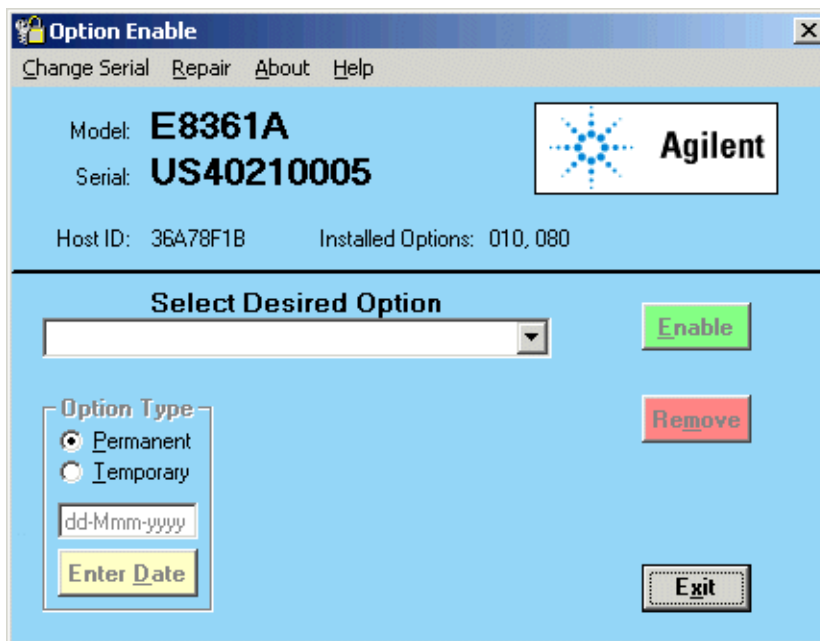 Option Enable
Change Serial Repair About Help
Model: E8361A
Serial: US40210005
Agilent
Host ID: 36A78F1B Installed Options: 010, 080
Select Desired Option
Enable
Option Type
Permanent
Temporary
dd-Mmm-yyyy
Enter Date
Remove
Exit